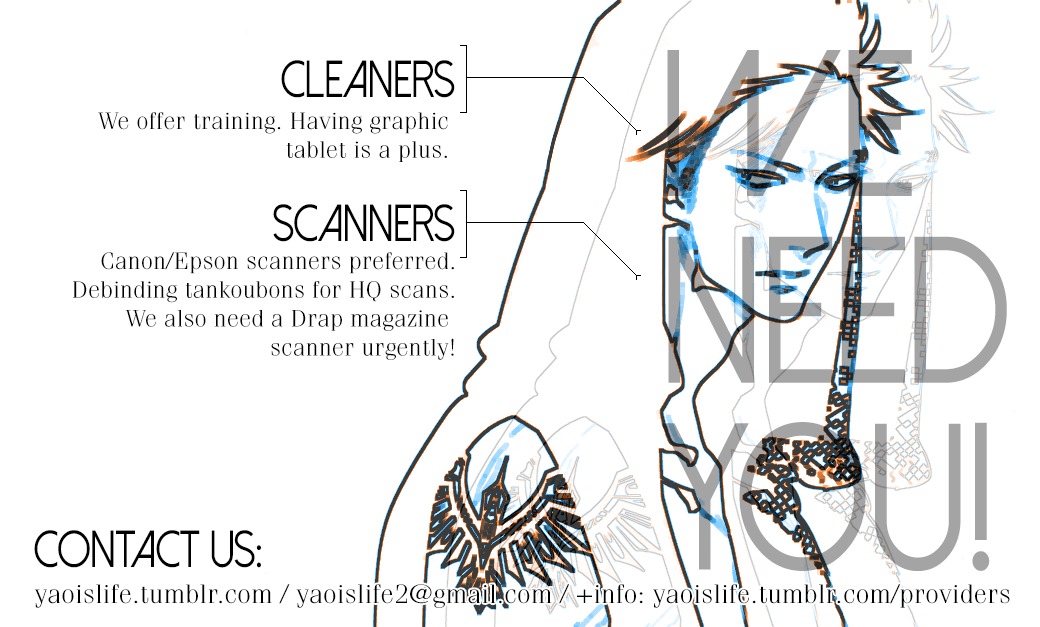 CLEANERS
We offer training. Having graphic
tablet is a plus.
SCANNERS
Canon/Epson scanners preferred.
Debinding tankoubons for HQ scans.
We also need a Drap magazine
scanner urgently!
WE
NEED
YOU!
CONTACT US:
yaoislife.tumblr.com / yaoislife2@gmail.com / +info: yaoislife.tumblr.com/providers